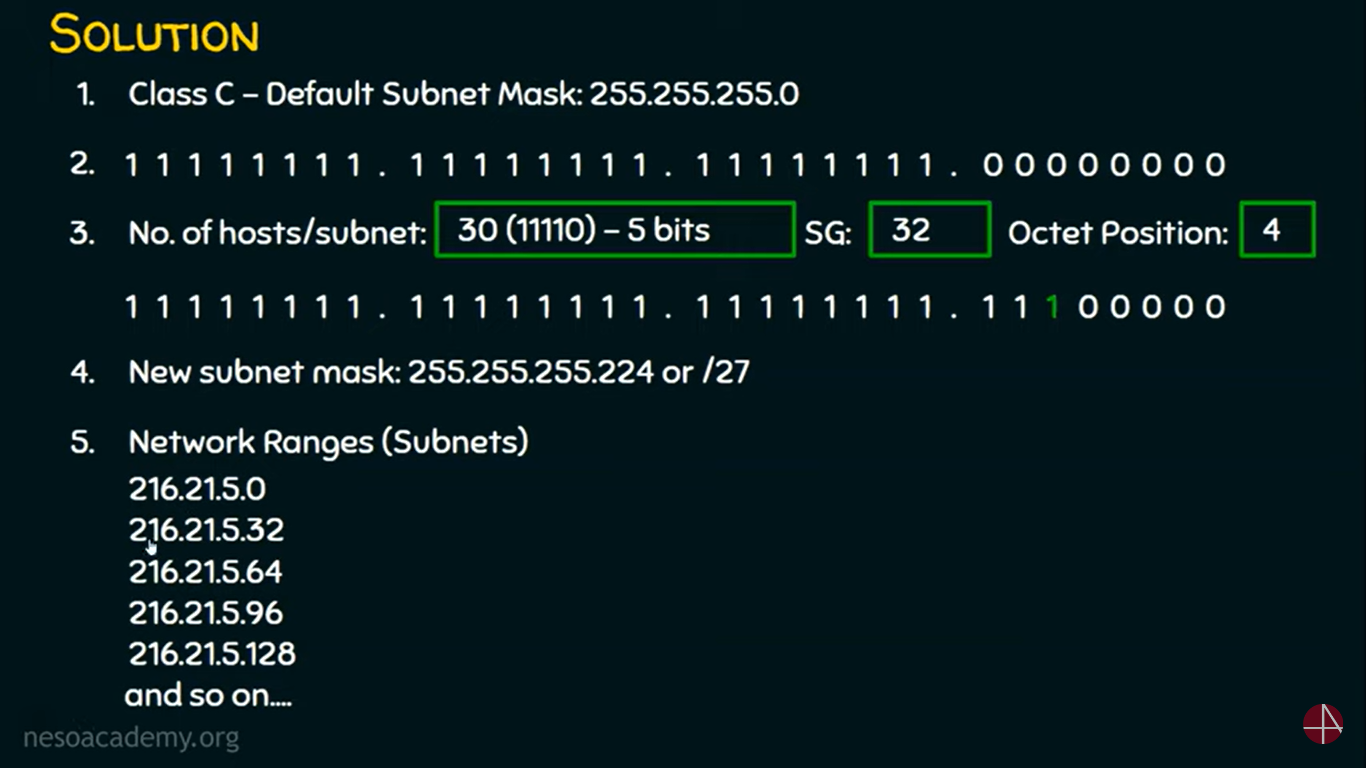 SOLUTION
1. Class C – Default Subnet Mask: 255.255.255.0
2. 1 1 1 1 1 1 1 1 . 1 1 1 1 1 1 1 1 . 1 1 1 1 1 1 1 1 . 0 0 0 0 0 0 0 0
3. No. of hosts/subnet: 30 (11110) – 5 bits SG: 32 Octet Position: 4
1 1 1 1 1 1 1 1 . 1 1 1 1 1 1 1 1 . 1 1 1 1 1 1 1 1 . 1 1 1 0 0 0 0 0
4. New subnet mask: 255.255.255.224 or /27
5. Network Ranges (Subnets)
216.21.5.0
216.21.5.32
216.21.5.64
216.21.5.96
216.21.5.128
and so on....
nesoacademy.org